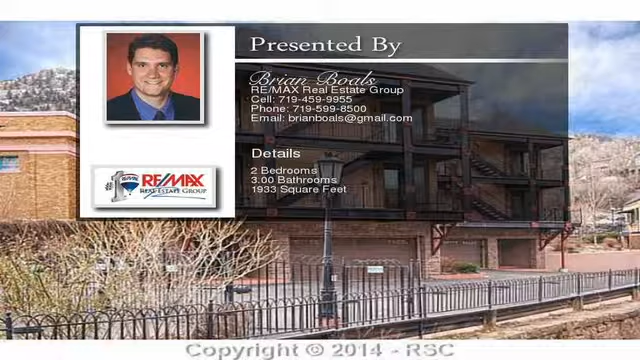 Presented By
Brian Boals
RE/MAX Real Estate Group
Cell: 719-459-9955
Phone: 719-599-8500
Email: brianboals@gmail.com
Details
2 Bedrooms
3.00 Bathrooms
1933 Square Feet
RE/MAX
REAL ESTATE GROUP
Copyright © 2014 - RSC